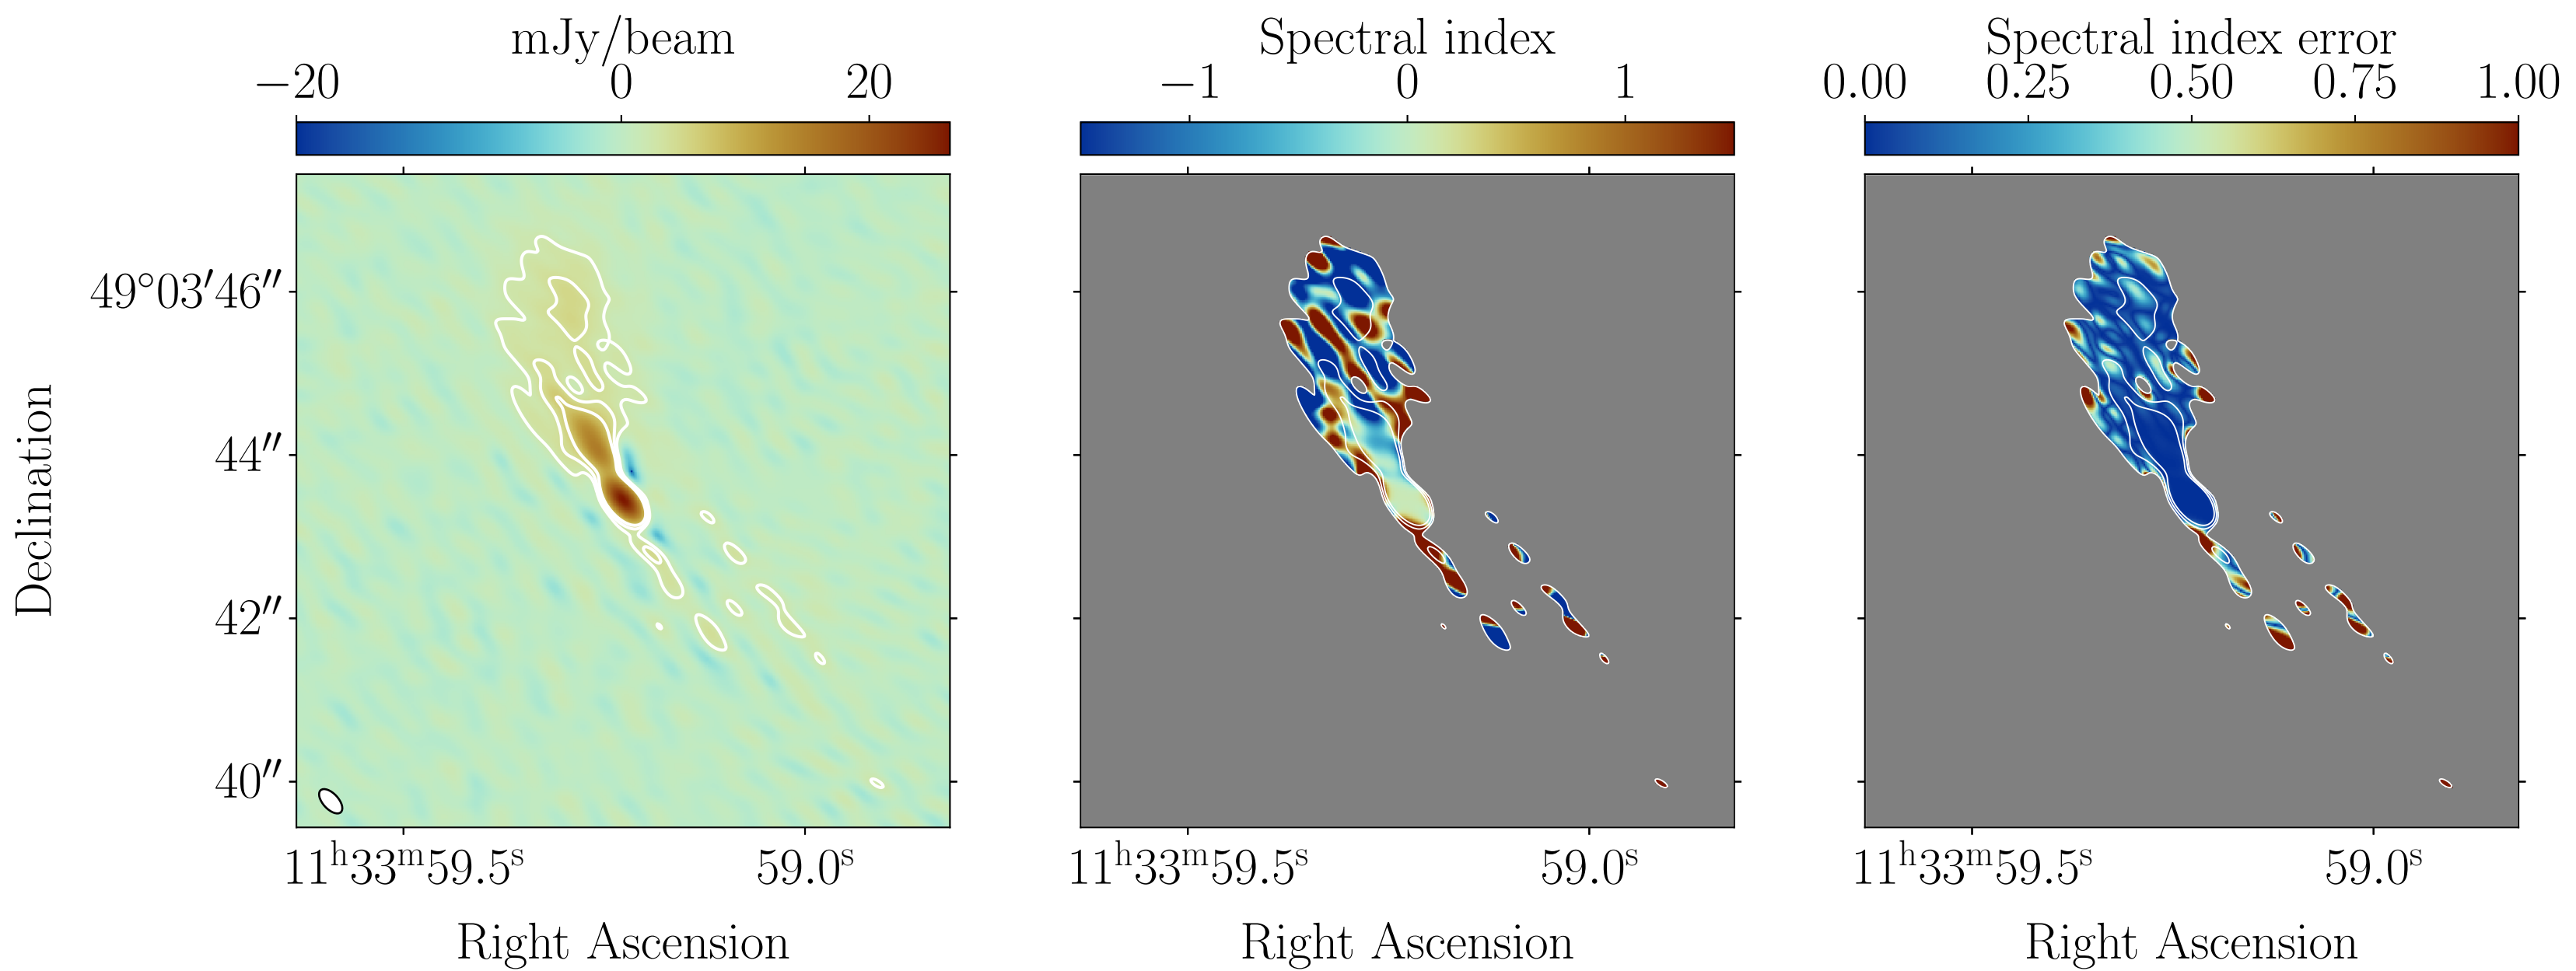 mJy/beam
−20 0 20
Spectral index
−1 0 1
Spectral index error
0.00 0.25 0.50 0.75 1.00
Declination
49°03′46″
44″
42″
40″
11ʰ33ᵐ59.5ˢ 59.0ˢ
Right Ascension
11ʰ33ᵐ59.5ˢ 59.0ˢ
Right Ascension
11ʰ33ᵐ59.5ˢ 59.0ˢ
Right Ascension